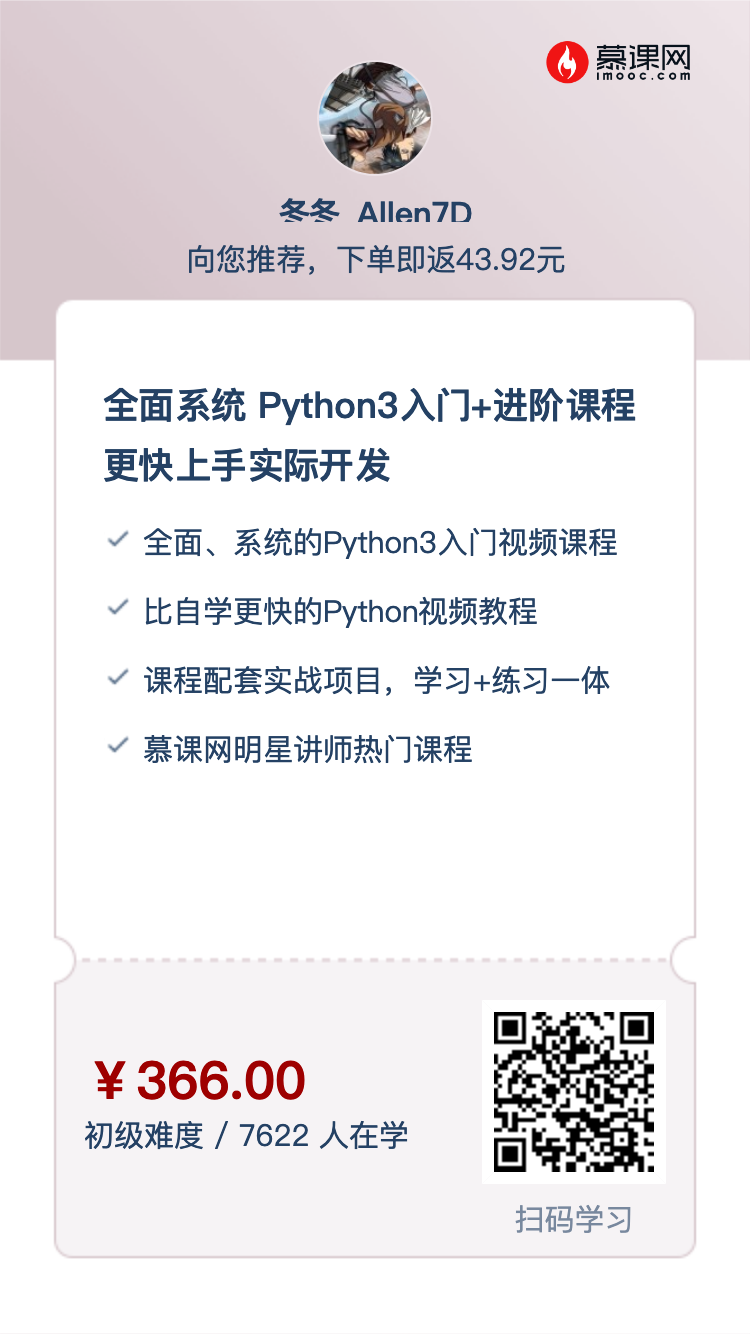 慕课网
imooc.com
冬冬_Allen7D
向您推荐，下单即返43.92元
全面系统 Python3入门+进阶课程
更快上手实际开发
全面、系统的Python3入门视频课程
比自学更快的Python视频教程
课程配套实战项目，学习+练习一体
慕课网明星讲师热门课程
¥366.00
初级难度 / 7622 人在学
扫码学习